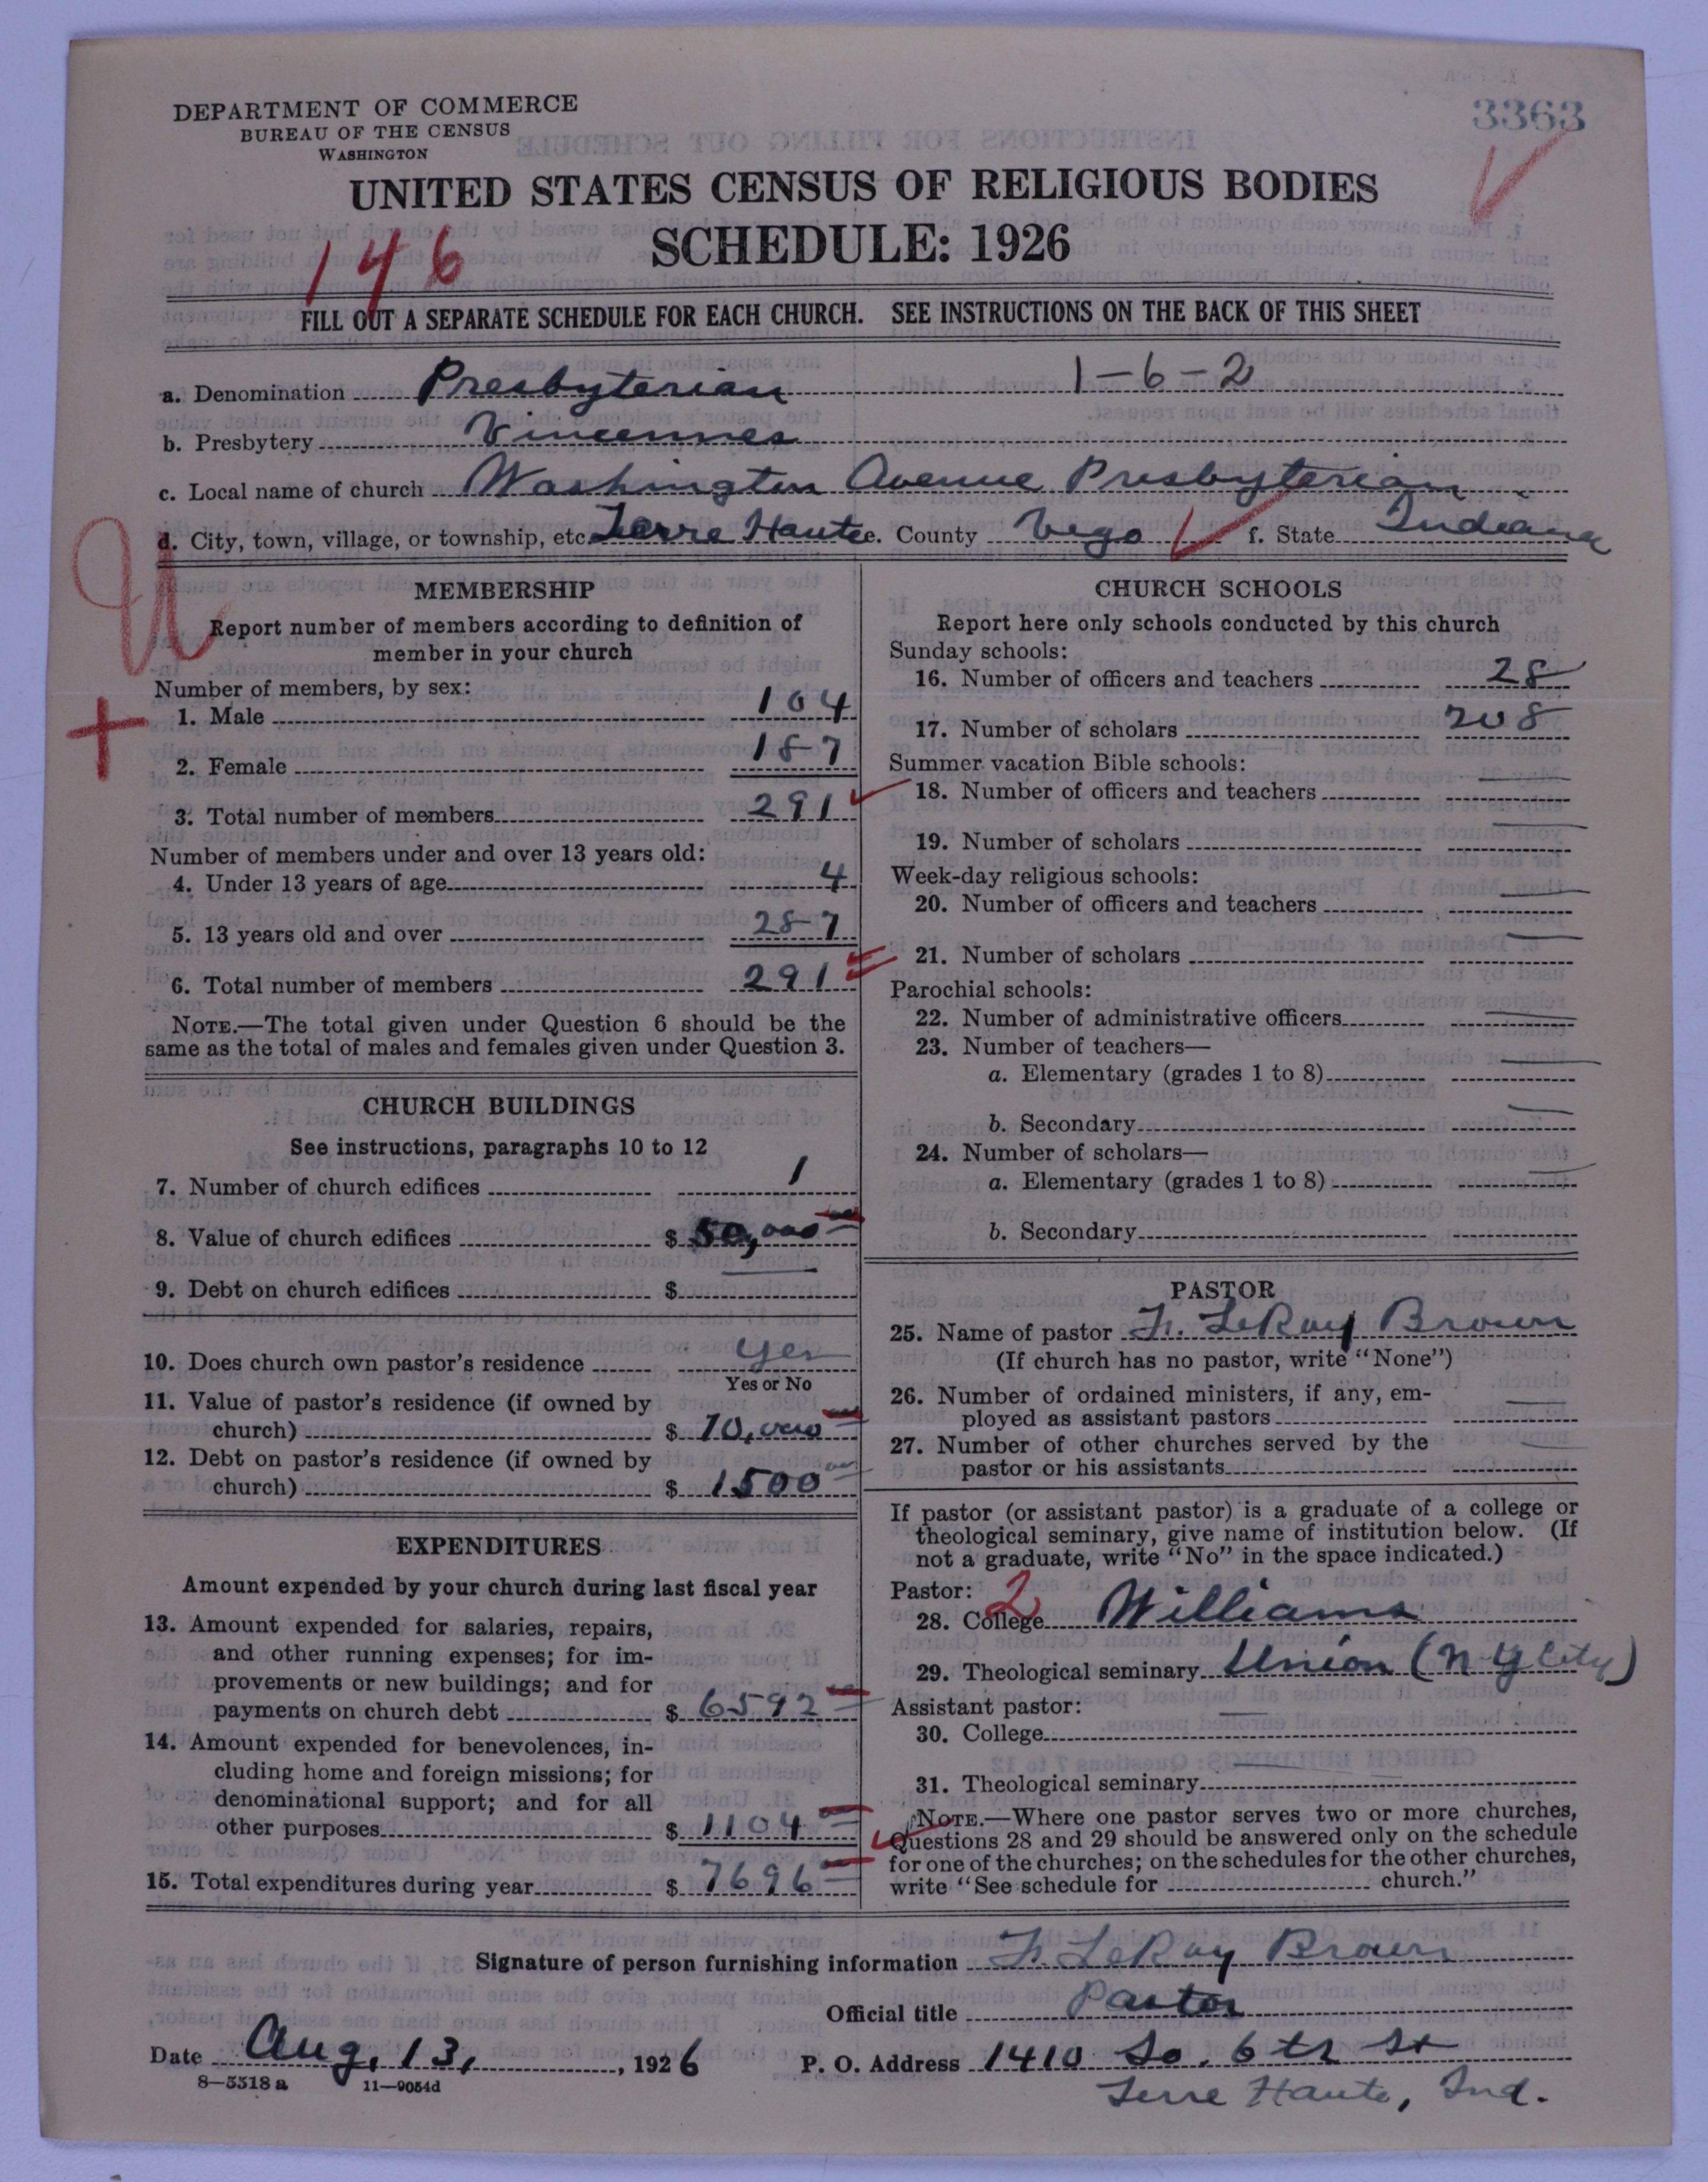 DEPARTMENT OF COMMERCE
BUREAU OF THE CENSUS
WASHINGTON
3363
UNITED STATES CENSUS OF RELIGIOUS BODIES
SCHEDULE: 1926
146
FILL OUT A SEPARATE SCHEDULE FOR EACH CHURCH. SEE INSTRUCTIONS ON THE BACK OF THIS SHEET
a. Denomination Presbyterian 1-6-2
b. Presbytery Vincennes
c. Local name of church Washington Avenue Presbyterian
d. City, town, village, or township, etc. Terre Haute e. County Vigo f. State Indiana
U
MEMBERSHIP
Report number of members according to definition of
member in your church
Number of members, by sex:
1. Male 104
2. Female 187
3. Total number of members 291
Number of members under and over 13 years old:
4. Under 13 years of age 4
5. 13 years old and over 287
6. Total number of members 291
NOTE.—The total given under Question 6 should be the
same as the total of males and females given under Question 3.
CHURCH BUILDINGS
See instructions, paragraphs 10 to 12
7. Number of church edifices 1
8. Value of church edifices $ 50,000
9. Debt on church edifices $ —
10. Does church own pastor's residence Yes
Yes or No
11. Value of pastor's residence (if owned by
church) $ 10,000
12. Debt on pastor's residence (if owned by
church) $ 1500
EXPENDITURES
Amount expended by your church during last fiscal year
13. Amount expended for salaries, repairs,
and other running expenses; for im-
provements or new buildings; and for
payments on church debt $ 6592
14. Amount expended for benevolences, in-
cluding home and foreign missions; for
denominational support; and for all
other purposes $ 1104
15. Total expenditures during year $ 7696
CHURCH SCHOOLS
Report here only schools conducted by this church
Sunday schools:
16. Number of officers and teachers 28
17. Number of scholars 208
Summer vacation Bible schools:
18. Number of officers and teachers —
19. Number of scholars —
Week-day religious schools:
20. Number of officers and teachers —
21. Number of scholars —
Parochial schools:
22. Number of administrative officers —
23. Number of teachers—
a. Elementary (grades 1 to 8) —
b. Secondary —
24. Number of scholars—
a. Elementary (grades 1 to 8) —
b. Secondary
PASTOR
25. Name of pastor F. LeRoy Brown
(If church has no pastor, write "None")
26. Number of ordained ministers, if any, em-
ployed as assistant pastors
27. Number of other churches served by the
pastor or his assistants —
If pastor (or assistant pastor) is a graduate of a college or
theological seminary, give name of institution below. (If
not a graduate, write "No" in the space indicated.)
Pastor: 2
28. College Williams
29. Theological seminary Union (N Y City)
Assistant pastor:
30. College —
31. Theological seminary —
NOTE.—Where one pastor serves two or more churches,
Questions 28 and 29 should be answered only on the schedule
for one of the churches; on the schedules for the other churches,
write "See schedule for church."
Signature of person furnishing information F. LeRoy Brown
Official title Pastor
Date Aug. 13, , 1926 P. O. Address 1410 So. 6th St
8—5518a 11—9054d
Terre Haute, Ind.